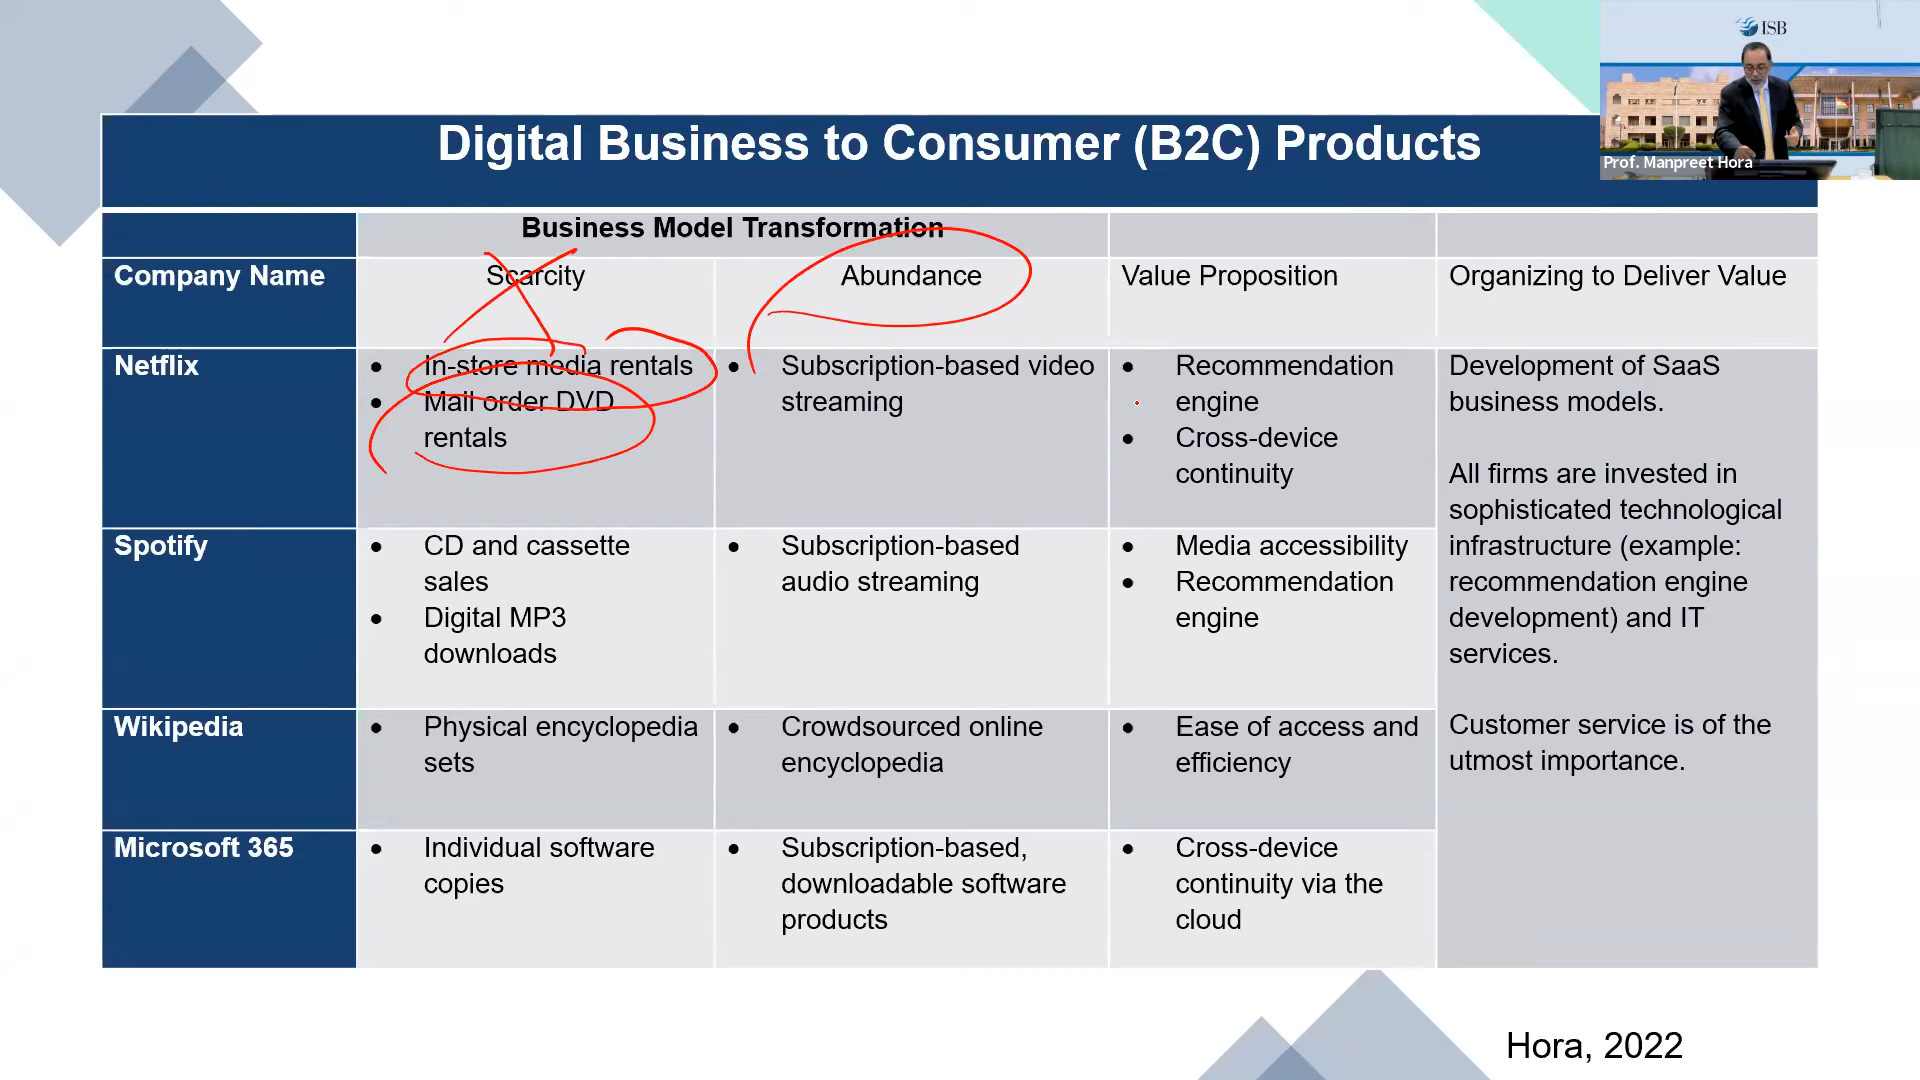 ISB
Prof. Manpreet Hora
Digital Business to Consumer (B2C) Products
Business Model Transformation
Company Name
Scarcity
Abundance
Value Proposition
Organizing to Deliver Value
Netflix
• In-store media rentals
• Mail order DVD
rentals
• Subscription-based video
streaming
• Recommendation
engine
• Cross-device
continuity
Development of SaaS
business models.
All firms are invested in
sophisticated technological
infrastructure (example:
recommendation engine
development) and IT
services.
Customer service is of the
utmost importance.
Spotify
• CD and cassette
sales
• Digital MP3
downloads
• Subscription-based
audio streaming
• Media accessibility
• Recommendation
engine
Wikipedia
• Physical encyclopedia
sets
• Crowdsourced online
encyclopedia
• Ease of access and
efficiency
Microsoft 365
• Individual software
copies
• Subscription-based,
downloadable software
products
• Cross-device
continuity via the
cloud
Hora, 2022